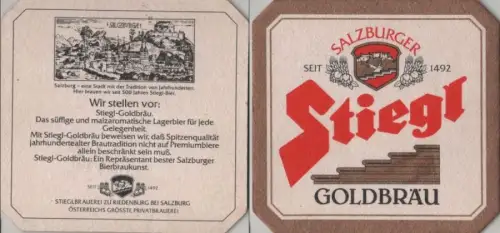 Salzburg – eine Stadt mit der Tradition von Jahrhunderten.
Hier brauen wir seit 500 Jahren Stiegl-Bier.
Wir stellen vor:
Stiegl-Goldbräu.
Das süffige und malzaromatische Lagerbier für jede
Gelegenheit.
Mit Stiegl-Goldbräu beweisen wir, daß Spitzenqualität
jahrhundertealter Brautradition nicht auf Premiumbiere
allein beschränkt sein muß.
Stiegl-Goldbräu: Ein Repräsentant bester Salzburger
Bierbraukunst.
SEIT 1492
STIEGLBRAUEREI ZU RIEDENBURG BEI SALZBURG
ÖSTERREICHS GRÖSSTE PRIVATBRAUEREI
SALZBURGER
SEIT 1492
Stiegl
GOLDBRÄU